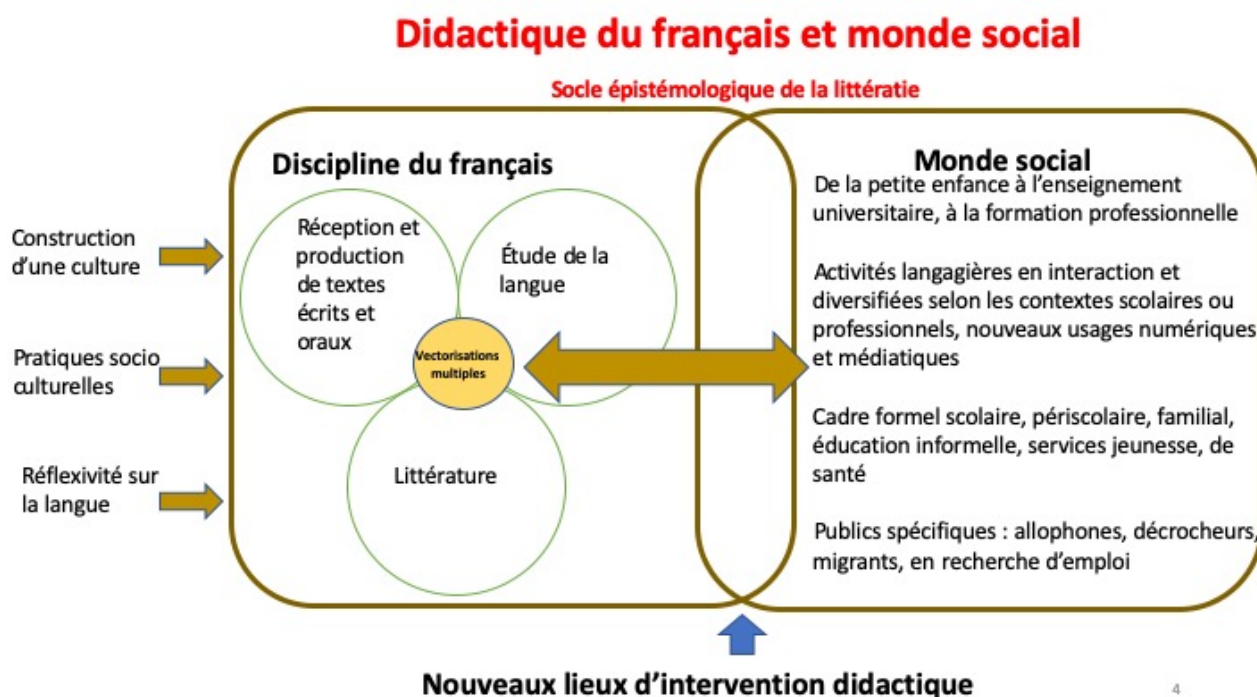 Didactique du français et monde social
Socle épistémologique de la littératie
Discipline du français
Réception et
production
de textes
écrits et
oraux
Étude de la
langue
Vectorisations
multiples
Littérature
Construction
d’une culture
Pratiques socio
culturelles
Réflexivité sur
la langue
Monde social
De la petite enfance à l’enseignement
universitaire, à la formation professionnelle
Activités langagières en interaction et
diversifiées selon les contextes scolaires ou
professionnels, nouveaux usages numériques
et médiatiques
Cadre formel scolaire, périscolaire, familial,
éducation informelle, services jeunesse, de
santé
Publics spécifiques : allophones, décrocheurs,
migrants, en recherche d’emploi
Nouveaux lieux d’intervention didactique
4